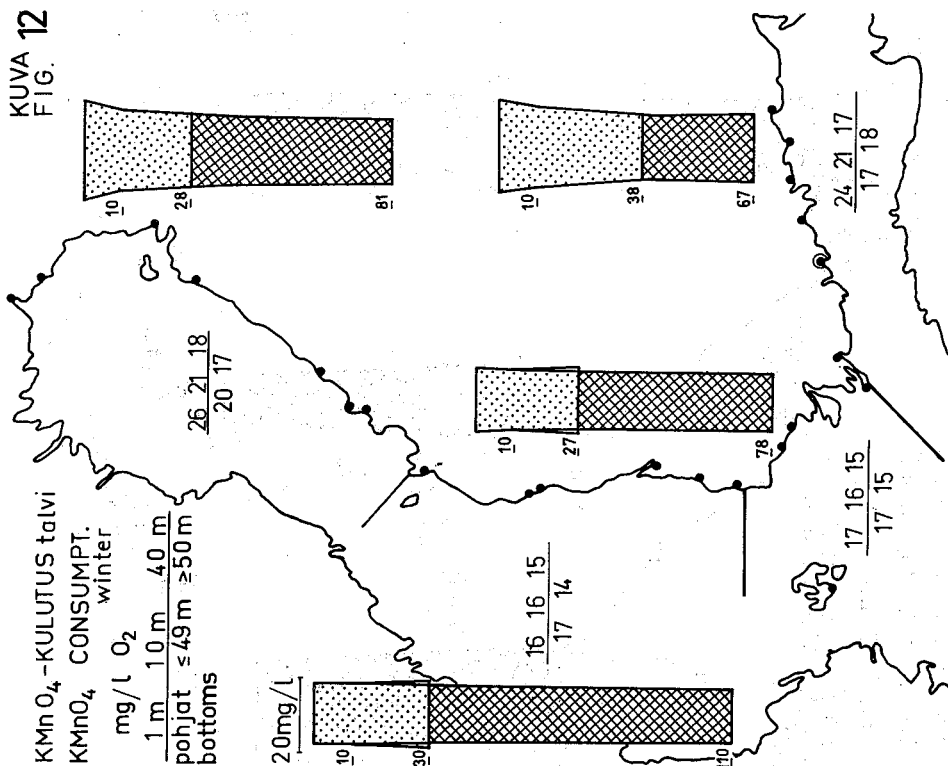 KUVA 12
FIG.
KMnO₄-KULUTUS talvi
KMnO₄ CONSUMPT.
winter
mg/l O₂
1 m 10 m 40 m
pohjat ≤49m ≥50m
bottoms
20mg/l
10
30
110
26 21 18
20 17
10
28
81
16 16 15
17 14
10
27
78
10
38
67
17 16 15
17 15
24 21 17
17 18